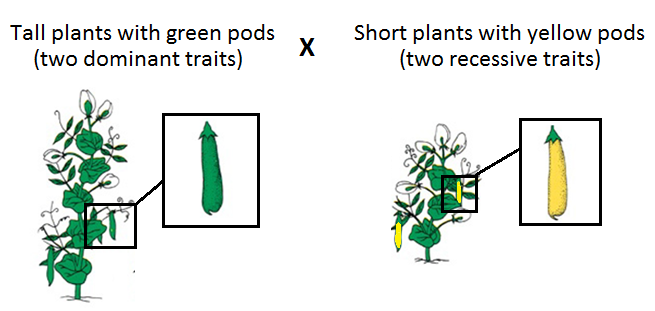 Tall plants with green pods
(two dominant traits)
X
Short plants with yellow pods
(two recessive traits)